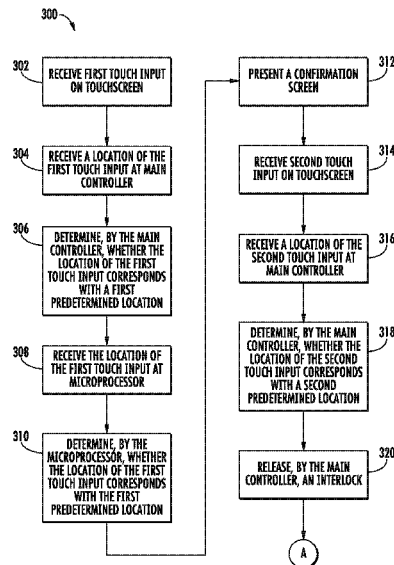 300
302
RECEIVE FIRST TOUCH INPUT
ON TOUCHSCREEN
304
RECEIVE A LOCATION OF THE
FIRST TOUCH INPUT AT MAIN
CONTROLLER
306
DETERMINE, BY THE MAIN
CONTROLLER, WHETHER THE
LOCATION OF THE FIRST
TOUCH INPUT CORRESPONDS
WITH A FIRST
PREDETERMINED LOCATION
308
RECEIVE THE LOCATION OF
THE FIRST TOUCH INPUT AT
MICROPROCESSOR
310
DETERMINE, BY THE
MICROPROCESSOR, WHETHER
THE LOCATION OF THE FIRST
TOUCH INPUT CORRESPONDS
WITH THE FIRST
PREDETERMINED LOCATION
312
PRESENT A CONFIRMATION
SCREEN
314
RECEIVE SECOND TOUCH
INPUT ON TOUCHSCREEN
316
RECEIVE A LOCATION OF THE
SECOND TOUCH INPUT AT
MAIN CONTROLLER
318
DETERMINE, BY THE MAIN
CONTROLLER, WHETHER THE
LOCATION OF THE SECOND
TOUCH INPUT CORRESPONDS
WITH A SECOND
PREDETERMINED LOCATION
320
RELEASE, BY THE MAIN
CONTROLLER, AN INTERLOCK
A